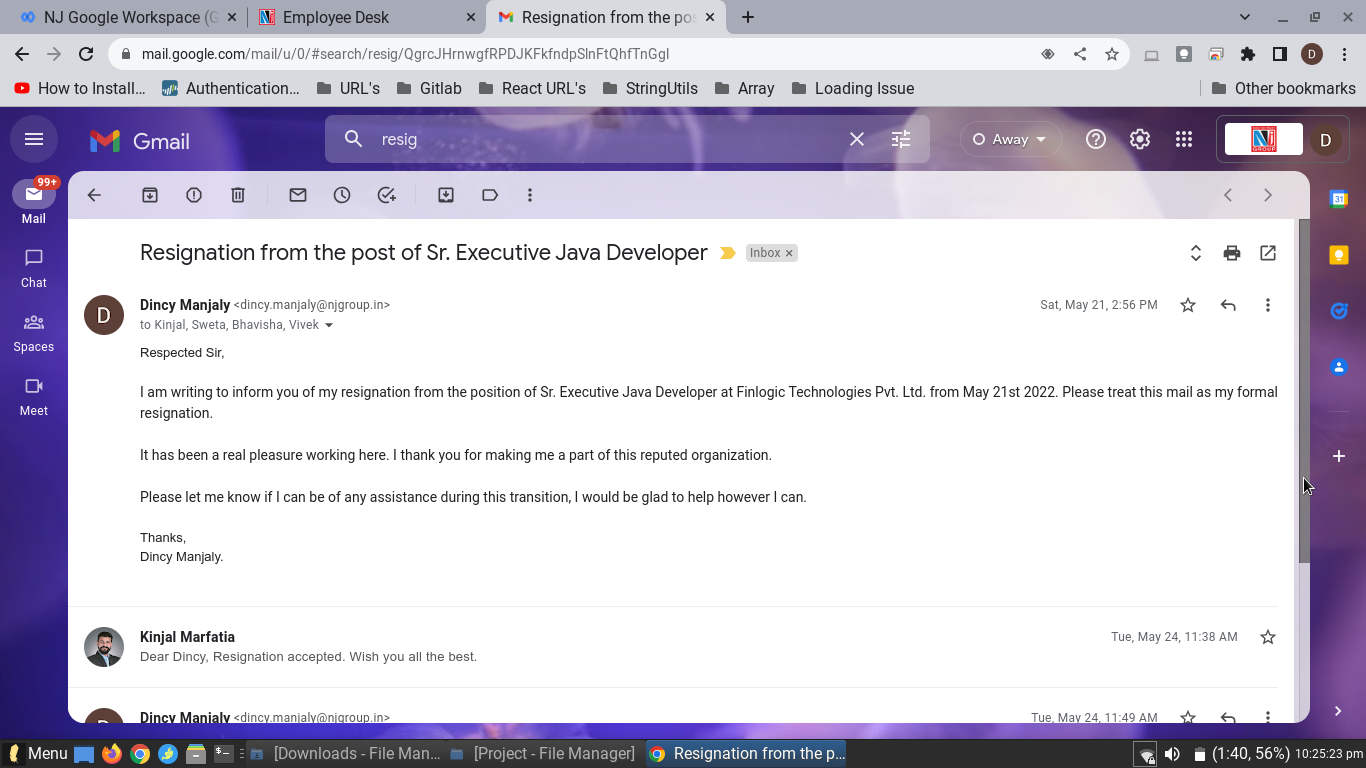 NJ Google Workspace (G
Employee Desk
Resignation from the pos
mail.google.com/mail/u/0/#search/resig/QgrcJHrnwgfRPDJKFkfndpSlnFtQhfTnGgl
D
How to Install…
Authentication…
URL's
Gitlab
React URL's
StringUtils
Array
Loading Issue
Other bookmarks
Gmail
resig
Away
NJ
GROUP
D
99+
Mail
Chat
Spaces
Meet
31
Resignation from the post of Sr. Executive Java Developer
Inbox ×
D
Dincy Manjaly <dincy.manjaly@njgroup.in>
Sat, May 21, 2:56 PM
to Kinjal, Sweta, Bhavisha, Vivek
Respected Sir,
I am writing to inform you of my resignation from the position of Sr. Executive Java Developer at Finlogic Technologies Pvt. Ltd. from May 21st 2022. Please treat this mail as my formal
resignation.
It has been a real pleasure working here. I thank you for making me a part of this reputed organization.
Please let me know if I can be of any assistance during this transition, I would be glad to help however I can.
Thanks,
Dincy Manjaly.
Kinjal Marfatia
Tue, May 24, 11:38 AM
Dear Dincy, Resignation accepted. Wish you all the best.
D
Dincy Manjaly <dincy.manjaly@njgroup.in>
Tue, May 24, 11:49 AM
Menu
[Downloads - File Man…
[Project - File Manager]
Resignation from the p…
(1:40, 56%)
10:25:23 pm